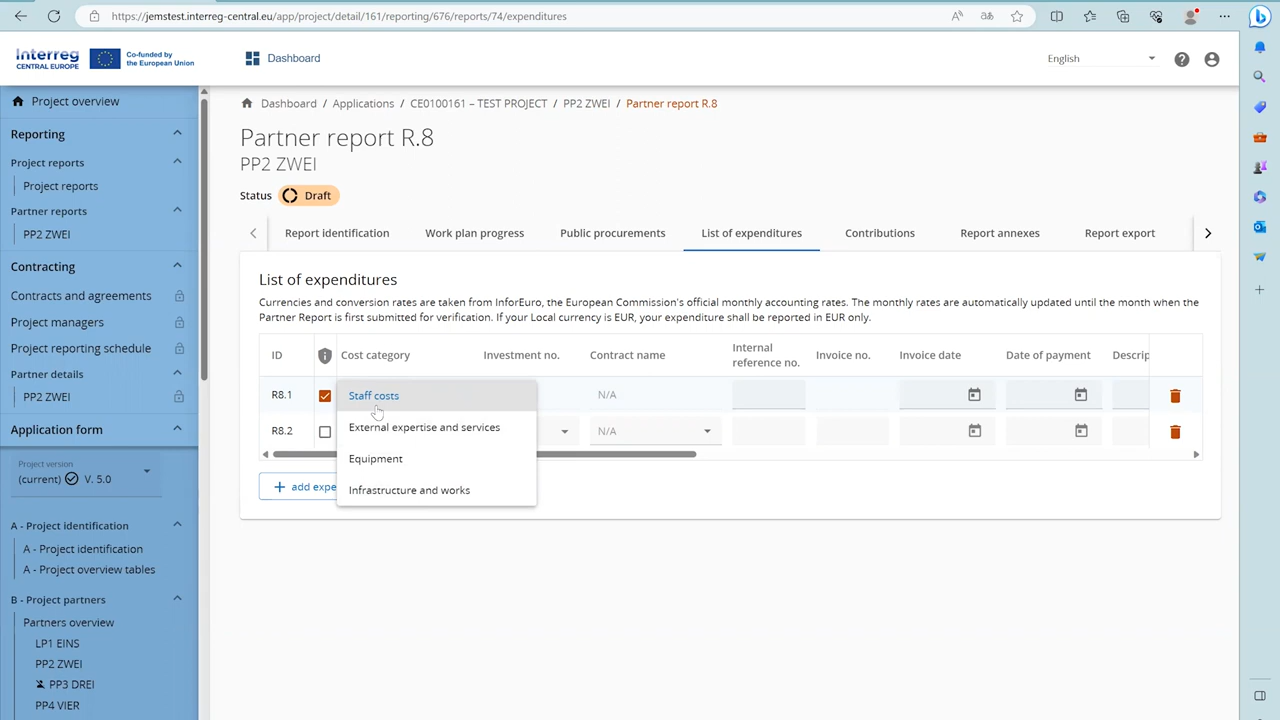 https://jemstest.interreg-central.eu/app/project/detail/161/reporting/676/reports/74/expenditures
Interreg
CENTRAL EUROPE
Co-funded by
the European Union
Dashboard
English
Project overview
Reporting
Project reports
Project reports
Partner reports
PP2 ZWEI
Contracting
Contracts and agreements
Project managers
Project reporting schedule
Partner details
PP2 ZWEI
Application form
Project version
(current) V. 5.0
A - Project identification
A - Project identification
A - Project overview tables
B - Project partners
Partners overview
LP1 EINS
PP2 ZWEI
PP3 DREI
PP4 VIER
Dashboard / Applications / CE0100161 – TEST PROJECT / PP2 ZWEI / Partner report R.8
Partner report R.8
PP2 ZWEI
Status Draft
Report identification Work plan progress Public procurements List of expenditures Contributions Report annexes Report export
List of expenditures
Currencies and conversion rates are taken from InforEuro, the European Commission's official monthly accounting rates. The monthly rates are automatically updated until the month when the
Partner Report is first submitted for verification. If your Local currency is EUR, your expenditure shall be reported in EUR only.
ID Cost category Investment no. Contract name Internal reference no. Invoice no. Invoice date Date of payment Descrip
R8.1 Staff costs N/A
External expertise and services
R8.2 N/A
Equipment
+ add expe
Infrastructure and works